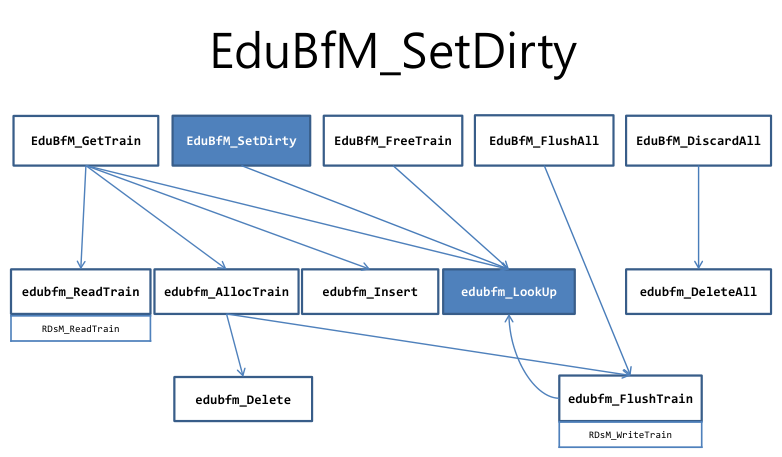 EduBfM_SetDirty
EduBfM_GetTrain
EduBfM_SetDirty
EduBfM_FreeTrain
EduBfM_FlushAll
EduBfM_DiscardAll
edubfm_ReadTrain
edubfm_AllocTrain
edubfm_Insert
edubfm_LookUp
edubfm_DeleteAll
RDsM_ReadTrain
edubfm_Delete
edubfm_FlushTrain
RDsM_WriteTrain